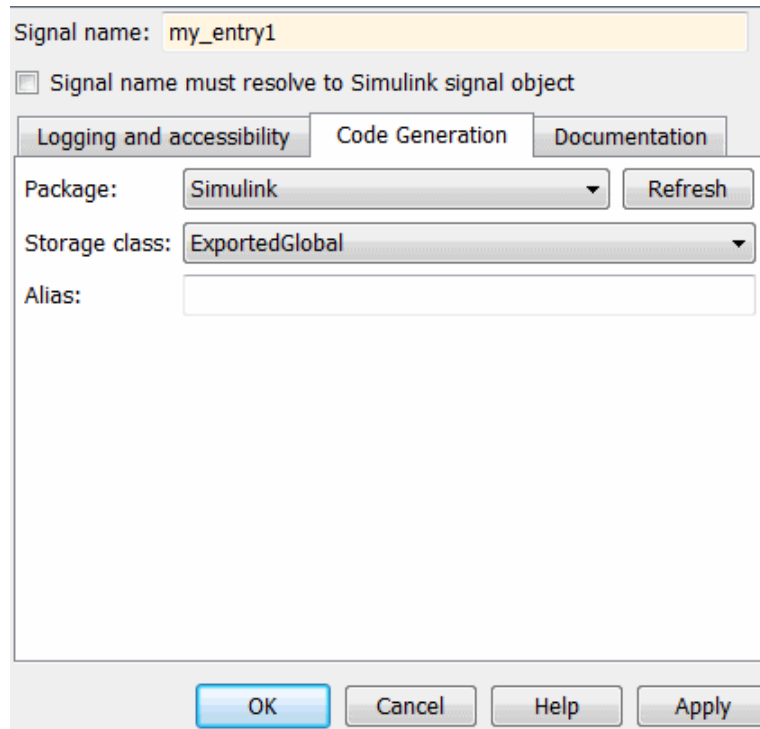 Signal name: my_entry1
Signal name must resolve to Simulink signal object
Logging and accessibility Code Generation Documentation
Package: Simulink Refresh
Storage class: ExportedGlobal
Alias:
OK Cancel Help Apply